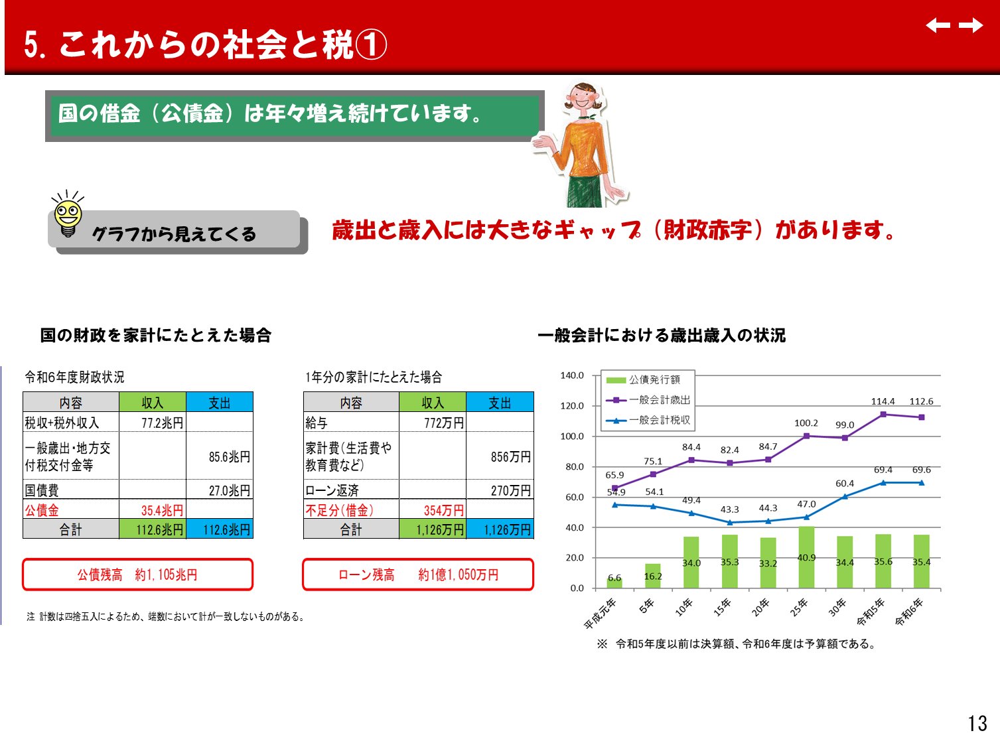 5. これからの社会と税①
国の借金（公債金）は年々増え続けています。
グラフから見えてくる
歳出と歳入には大きなギャップ（財政赤字）があります。
国の財政を家計にたとえた場合
令和6年度財政状況
内容 収入 支出
税収+税外収入 77.2兆円
一般歳出・地方交
付税交付金等 85.6兆円
国債費 27.0兆円
公債金 35.4兆円
合計 112.6兆円 112.6兆円
公債残高 約1,105兆円
1年分の家計にたとえた場合
内容 収入 支出
給与 772万円
家計費（生活費や
教育費など） 856万円
ローン返済 270万円
不足分（借金） 354万円
合計 1,126万円 1,126万円
ローン残高 約1億1,050万円
注 計数は四捨五入によるため、端数において計が一致しないものがある。
一般会計における歳出歳入の状況
公債発行額
一般会計歳出
一般会計税収
140.0
120.0
100.0
80.0
60.0
40.0
20.0
0.0
65.9 75.1 84.4 82.4 84.7 100.2 99.0 114.4 112.6
54.9 54.1 49.4 43.3 44.3 47.0 60.4 69.4 69.6
6.6 16.2 34.0 35.3 33.2 40.9 34.4 35.6 35.4
平成元年 5年 10年 15年 20年 25年 30年 令和5年 令和6年
※ 令和5年度以前は決算額、令和6年度は予算額である。
13